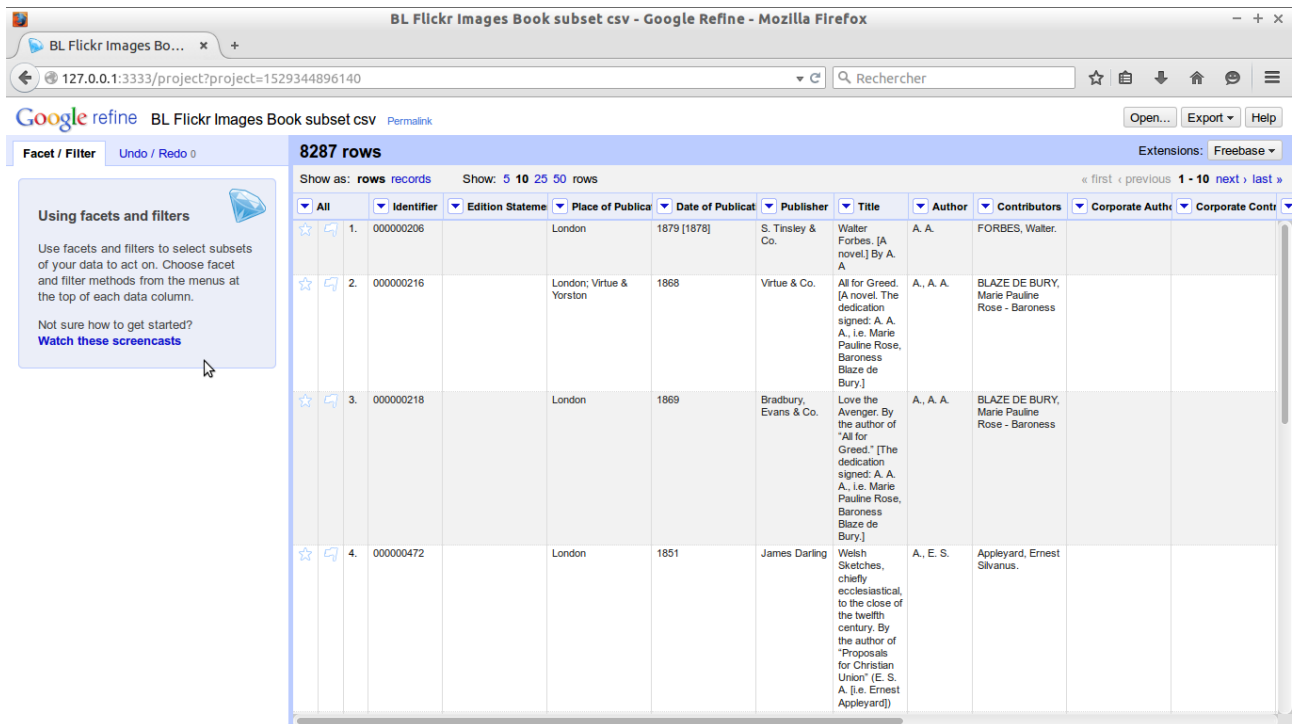 BL Flickr Images Book subset csv - Google Refine - Mozilla Firefox
BL Flickr Images Bo...
127.0.0.1:3333/project?project=1529344896140
Rechercher
Google refine BL Flickr Images Book subset csv Permalink
Open... Export Help
Facet / Filter Undo / Redo 0
8287 rows
Extensions: Freebase
Show as: rows records Show: 5 10 25 50 rows
« first ‹ previous 1 - 10 next › last »
Using facets and filters
Use facets and filters to select subsets
of your data to act on. Choose facet
and filter methods from the menus at
the top of each data column.
Not sure how to get started?
Watch these screencasts
All Identifier Edition Stateme Place of Publica Date of Publicat Publisher Title Author Contributors Corporate Autho Corporate Contr
1. 000000206
London
1879 [1878]
S. Tinsley &
Co.
Walter
Forbes. [A
novel.] By A.
A
A. A.
FORBES, Walter.
2. 000000216
London; Virtue &
Yorston
1868
Virtue & Co.
All for Greed.
[A novel. The
dedication
signed: A. A.
A., i.e. Marie
Pauline Rose,
Baroness
Blaze de
Bury.]
A., A. A.
BLAZE DE BURY,
Marie Pauline
Rose - Baroness
3. 000000218
London
1869
Bradbury,
Evans & Co.
Love the
Avenger. By
the author of
“All for
Greed.” [The
dedication
signed: A. A.
A., i.e. Marie
Pauline Rose,
Baroness
Blaze de
Bury.]
A., A. A.
BLAZE DE BURY,
Marie Pauline
Rose - Baroness
4. 000000472
London
1851
James Darling
Welsh
Sketches,
chiefly
ecclesiastical,
to the close of
the twelfth
century. By
the author of
"Proposals
for Christian
Union" (E. S.
A. [i.e. Ernest
Appleyard])
A., E. S.
Appleyard, Ernest
Silvanus.